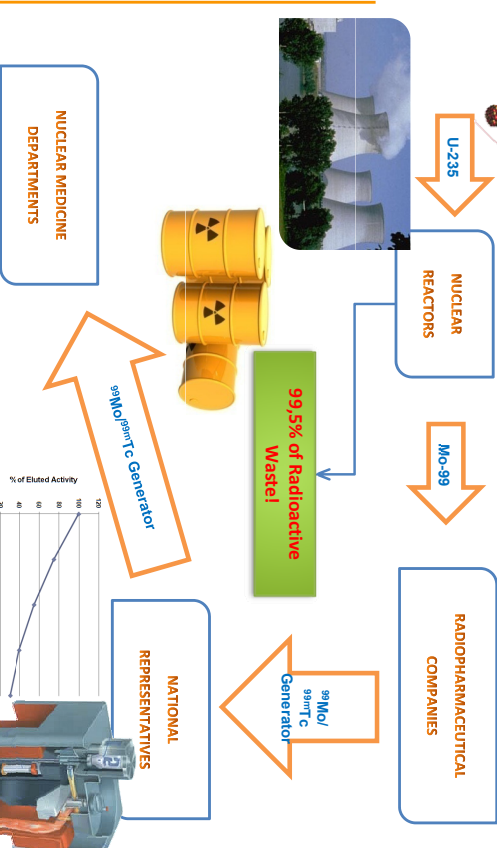 U-235
NUCLEAR
REACTORS
Mo-99
RADIOPHARMACEUTICAL
COMPANIES
99,5% of Radioactive
Waste!
99Mo/
99mTc
Generator
NATIONAL
REPRESENTATIVES
99Mo/99mTc Generator
NUCLEAR MEDICINE
DEPARTMENTS
% of Eluted Activity
120
100
80
60
40
20